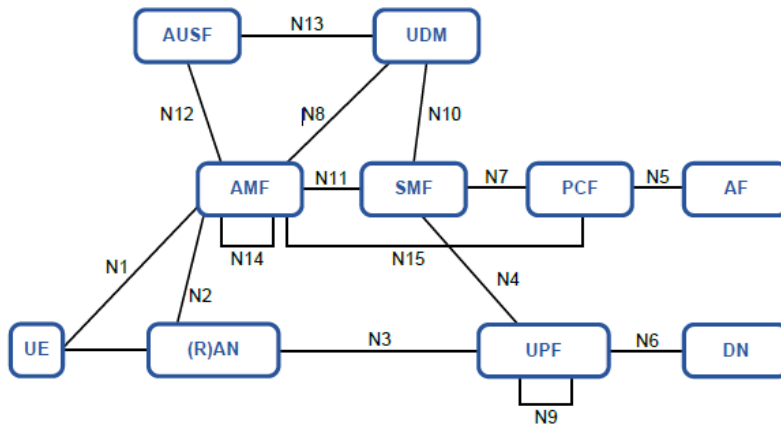 N13
AUSF
UDM
N12
N8
N10
AMF
N11
SMF
N7
PCF
N5
AF
N14
N15
N1
N2
N4
UE
(R)AN
N3
UPF
N6
DN
N9